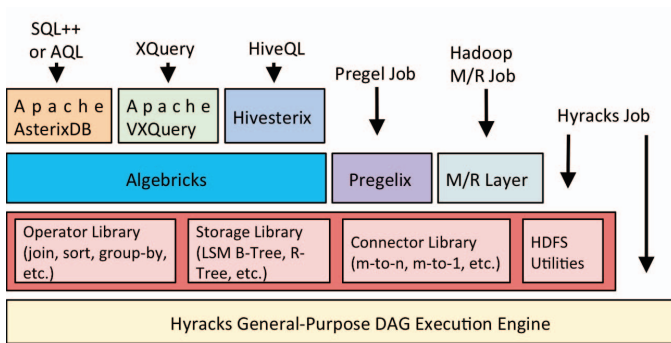 SQL++
or AQL
XQuery
HiveQL
Pregel Job
Hadoop
M/R Job
Hyracks Job
Apache
AsterixDB
Apache
VXQuery
Hivesterix
Algebricks
Pregelix
M/R Layer
Operator Library
(join, sort, group-by,
etc.)
Storage Library
(LSM B-Tree, R-
Tree, etc.)
Connector Library
(m-to-n, m-to-1, etc.)
HDFS
Utilities
Hyracks General-Purpose DAG Execution Engine